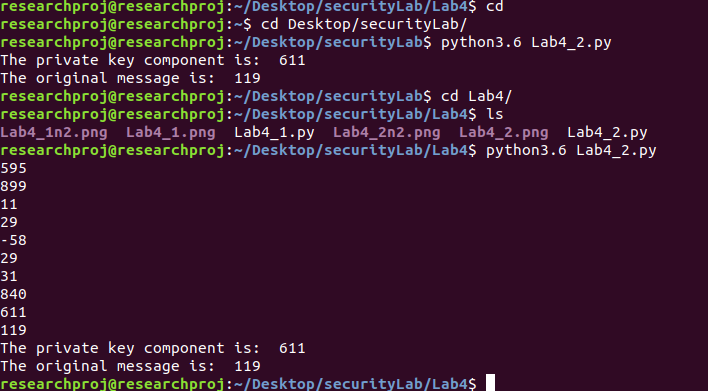 researchproj@researchproj:~/Desktop/securityLab/Lab4$ cd
researchproj@researchproj:~$ cd Desktop/securityLab/
researchproj@researchproj:~/Desktop/securityLab$ python3.6 Lab4_2.py
The private key component is:  611
The original message is:  119
researchproj@researchproj:~/Desktop/securityLab$ cd Lab4/
researchproj@researchproj:~/Desktop/securityLab/Lab4$ ls
Lab4_1n2.png  Lab4_1.png  Lab4_1.py  Lab4_2n2.png  Lab4_2.png  Lab4_2.py
researchproj@researchproj:~/Desktop/securityLab/Lab4$ python3.6 Lab4_2.py
595
899
11
29
-58
29
31
840
611
119
The private key component is:  611
The original message is:  119
researchproj@researchproj:~/Desktop/securityLab/Lab4$